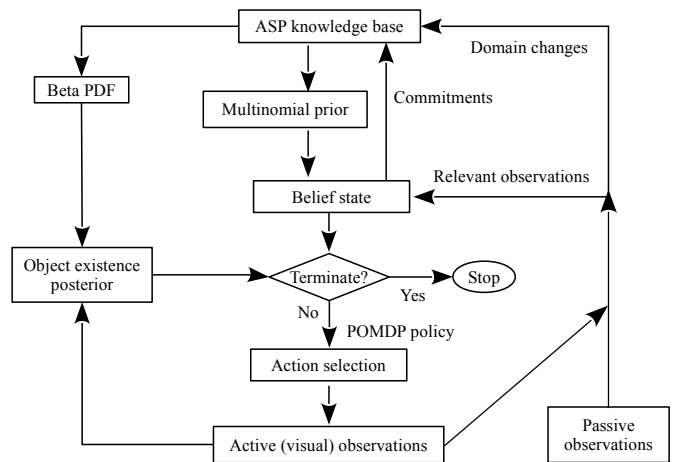 ASP knowledge base
Domain changes
Beta PDF
Commitments
Multinomial prior
Relevant observations
Belief state
Object existence
posterior
Terminate?
Stop
Yes
No
POMDP policy
Action selection
Passive
observations
Active (visual) observations